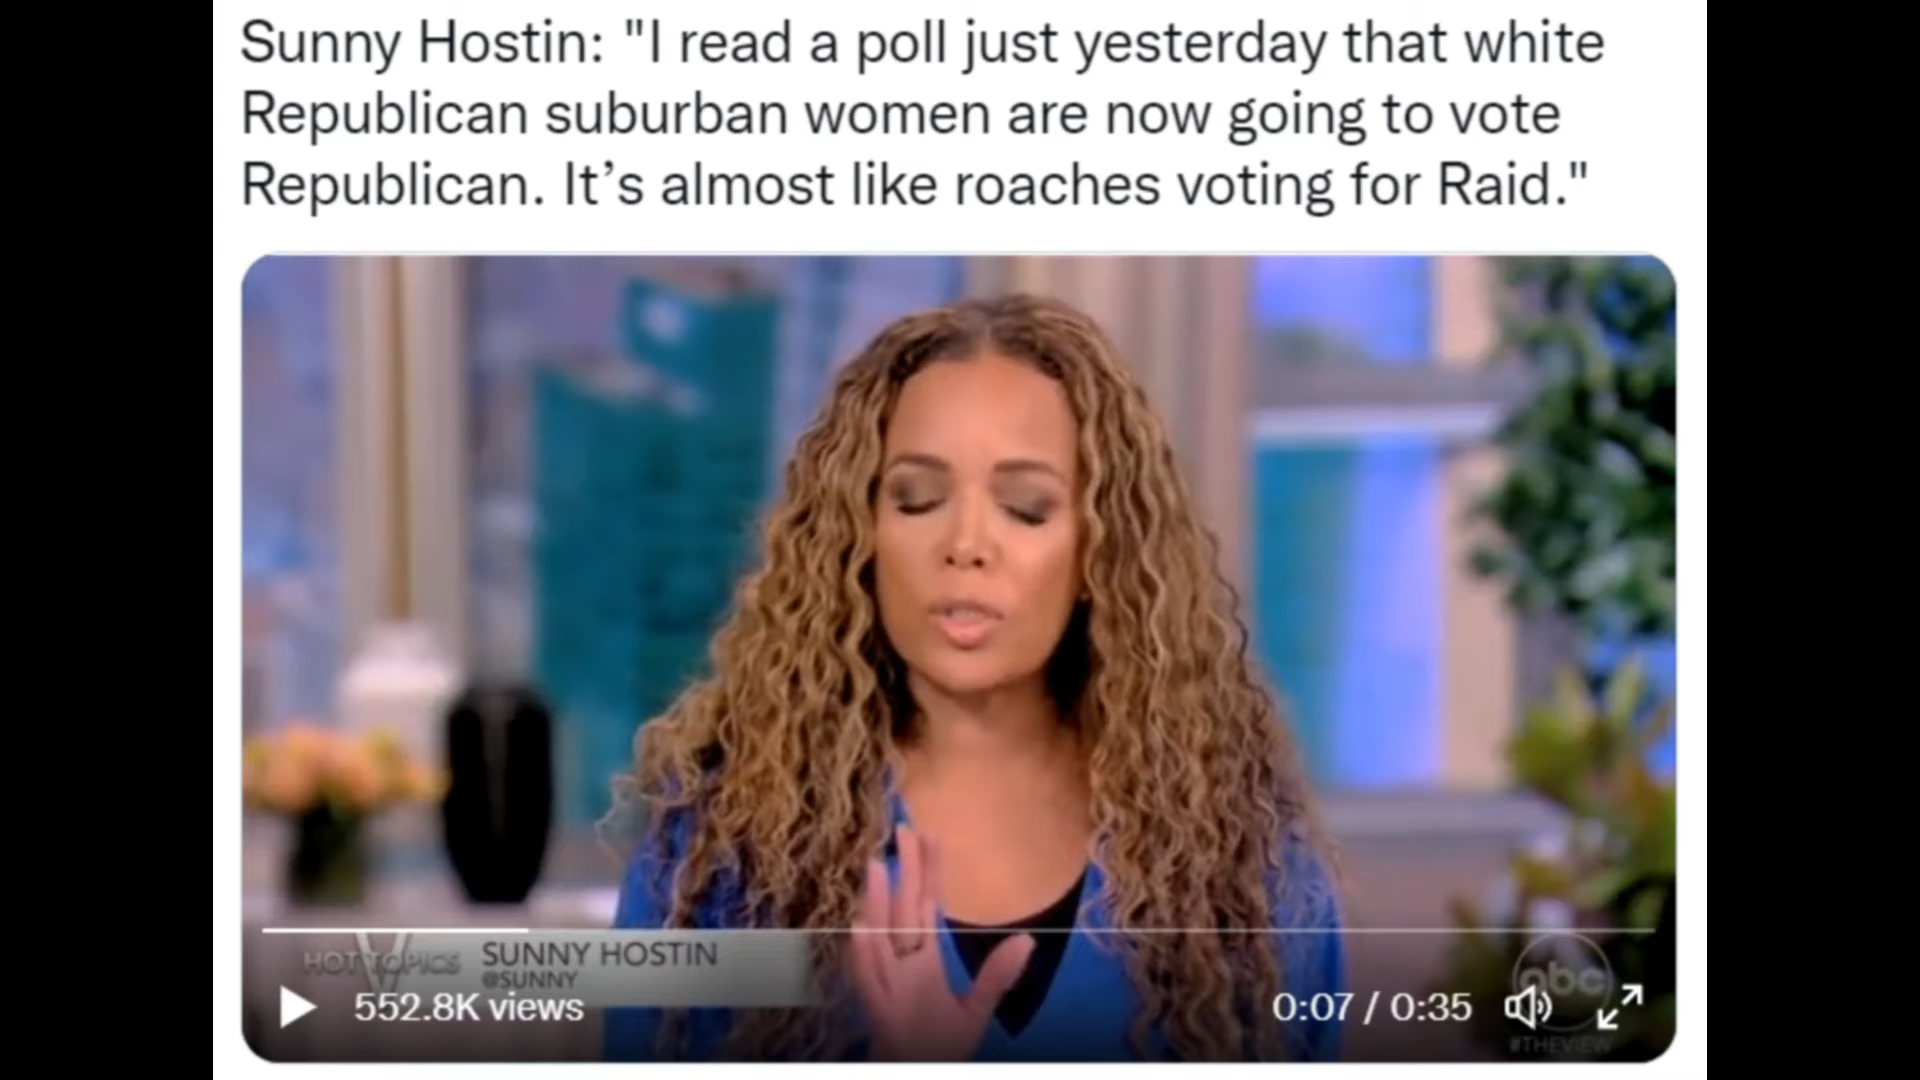 Sunny Hostin: "I read a poll just yesterday that white
Republican suburban women are now going to vote
Republican. It’s almost like roaches voting for Raid."
HOT TOPICS
SUNNY HOSTIN
@SUNNY
552.8K views
0:07 / 0:35
abc
#THEVIEW